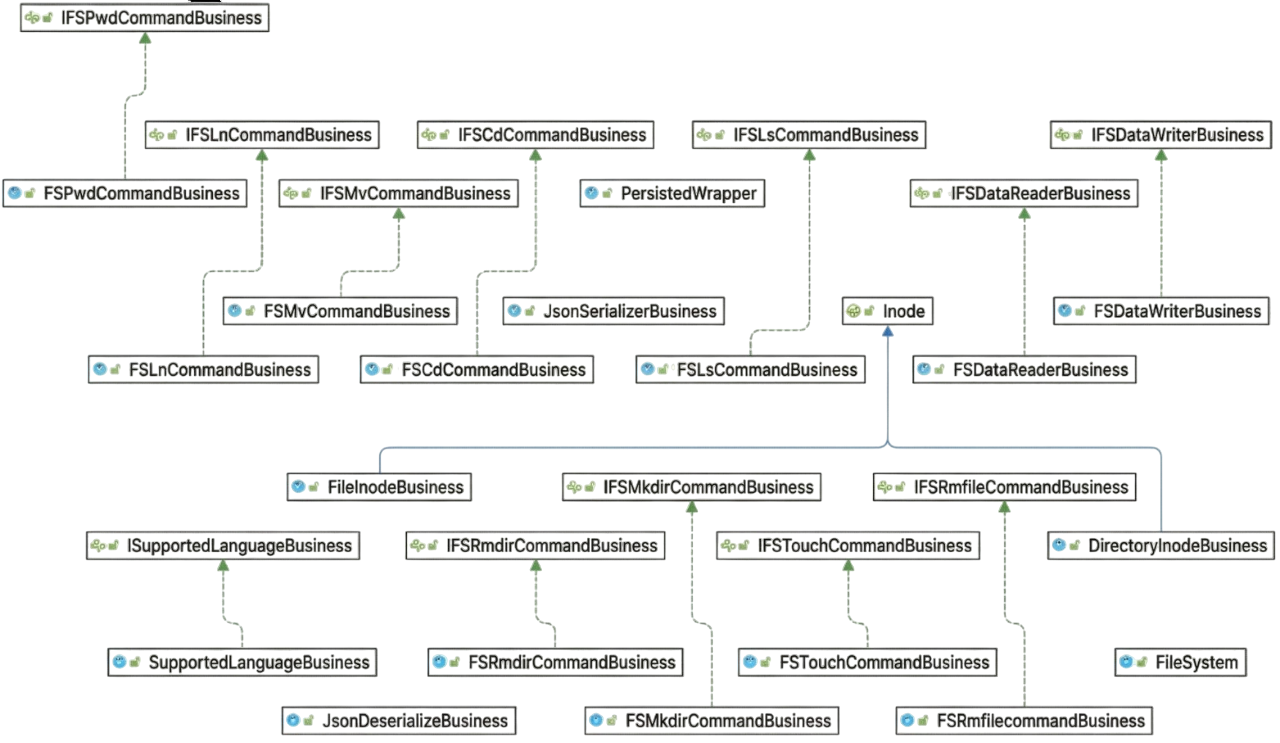 IFSPwdCommandBusiness
IFSLnCommandBusiness
IFSCdCommandBusiness
IFSLsCommandBusiness
IFSDataWriterBusiness
FSPwdCommandBusiness
IFSMvCommandBusiness
PersistedWrapper
IFSDataReaderBusiness
FSMvCommandBusiness
JsonSerializerBusiness
Inode
FSDataWriterBusiness
FSLnCommandBusiness
FSCdCommandBusiness
FSLsCommandBusiness
FSDataReaderBusiness
FileInodeBusiness
IFSMkdirCommandBusiness
IFSRmfileCommandBusiness
ISupportedLanguageBusiness
IFSRmdirCommandBusiness
IFSTouchCommandBusiness
DirectoryInodeBusiness
SupportedLanguageBusiness
FSRmdirCommandBusiness
FSTouchCommandBusiness
FileSystem
JsonDeserializeBusiness
FSMkdirCommandBusiness
FSRmfilecommandBusiness